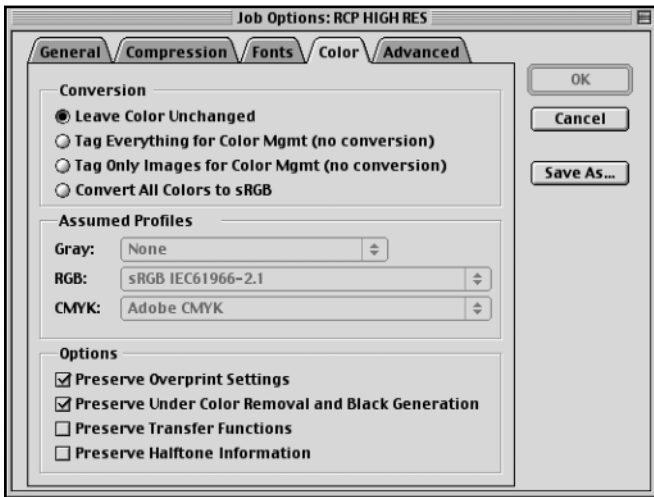 Job Options: RCP HIGH RES
General Compression Fonts Color Advanced
Conversion
Leave Color Unchanged
Tag Everything for Color Mgmt (no conversion)
Tag Only Images for Color Mgmt (no conversion)
Convert All Colors to sRGB
Assumed Profiles
Gray: None
RGB: sRGB IEC61966-2.1
CMYK: Adobe CMYK
Options
Preserve Overprint Settings
Preserve Under Color Removal and Black Generation
Preserve Transfer Functions
Preserve Halftone Information
OK
Cancel
Save As...